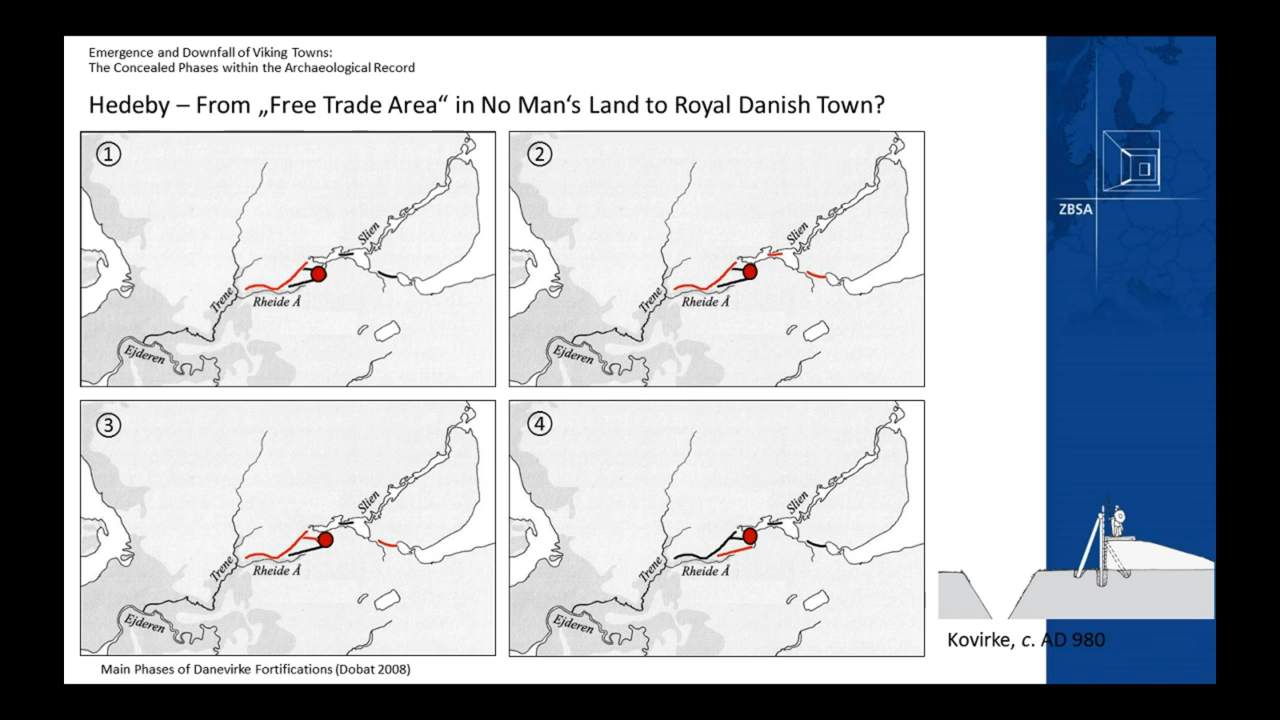 Emergence and Downfall of Viking Towns:
The Concealed Phases within the Archaeological Record
Hedeby – From „Free Trade Area“ in No Man‘s Land to Royal Danish Town?
①
Slien
Trene
Rheide Å
Ejderen
②
Slien
Trene
Rheide Å
Ejderen
③
Slien
Trene
Rheide Å
Ejderen
④
Slien
Trene
Rheide Å
Ejderen
Main Phases of Danevirke Fortifications (Dobat 2008)
ZBSA
Kovirke, c. AD 980